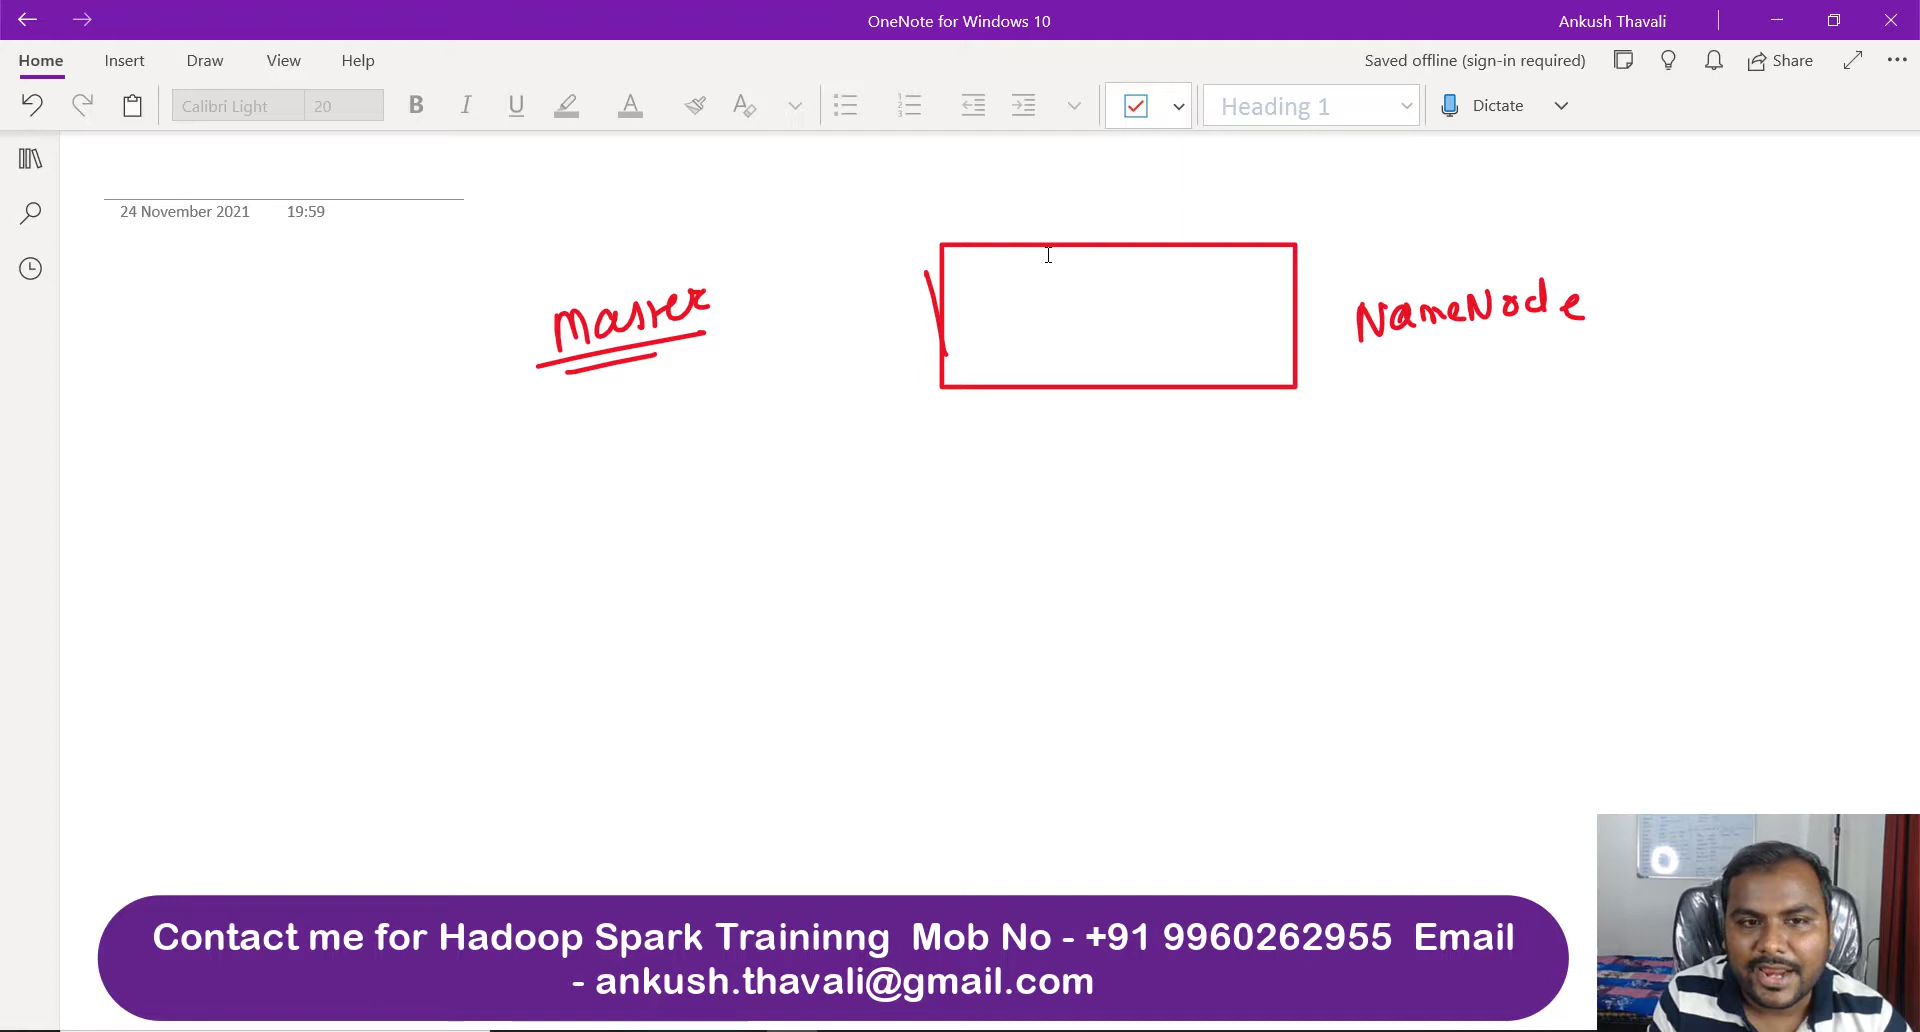 OneNote for Windows 10
Ankush Thavali
Home Insert Draw View Help
Saved offline (sign-in required)
Share
Calibri Light 20
B I U A A
Heading 1
Dictate
24 November 2021 19:59
Master
NameNode
Contact me for Hadoop Spark Traininng Mob No - +91 9960262955 Email
- ankush.thavali@gmail.com